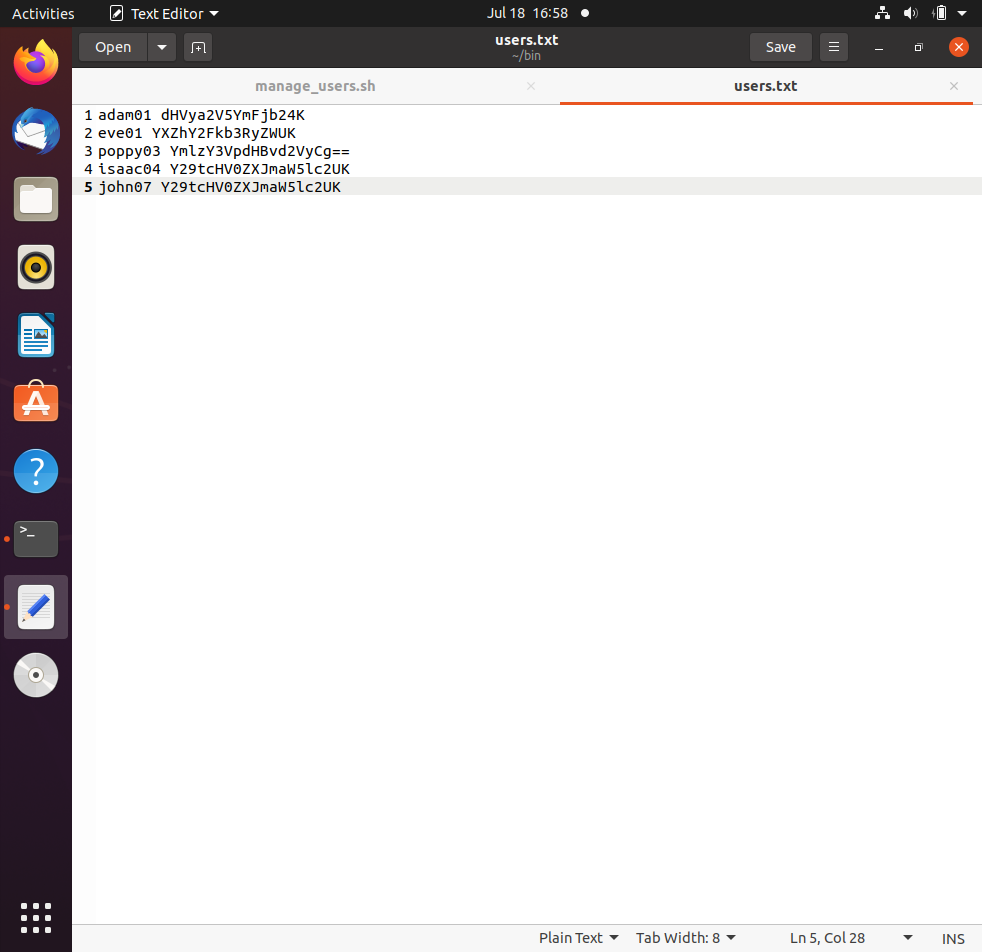 Activities Text Editor Jul 18 16:58
Open users.txt Save
~/bin
manage_users.sh users.txt
1 adam01 dHVya2V5YmFjb24K
2 eve01 YXZhY2Fkb3RyZWUK
3 poppy03 YmlzY3VpdHBvd2VyCg==
4 isaac04 Y29tcHV0ZXJmaW5lc2UK
5 john07 Y29tcHV0ZXJmaW5lc2UK
Plain Text Tab Width: 8 Ln 5, Col 28 INS